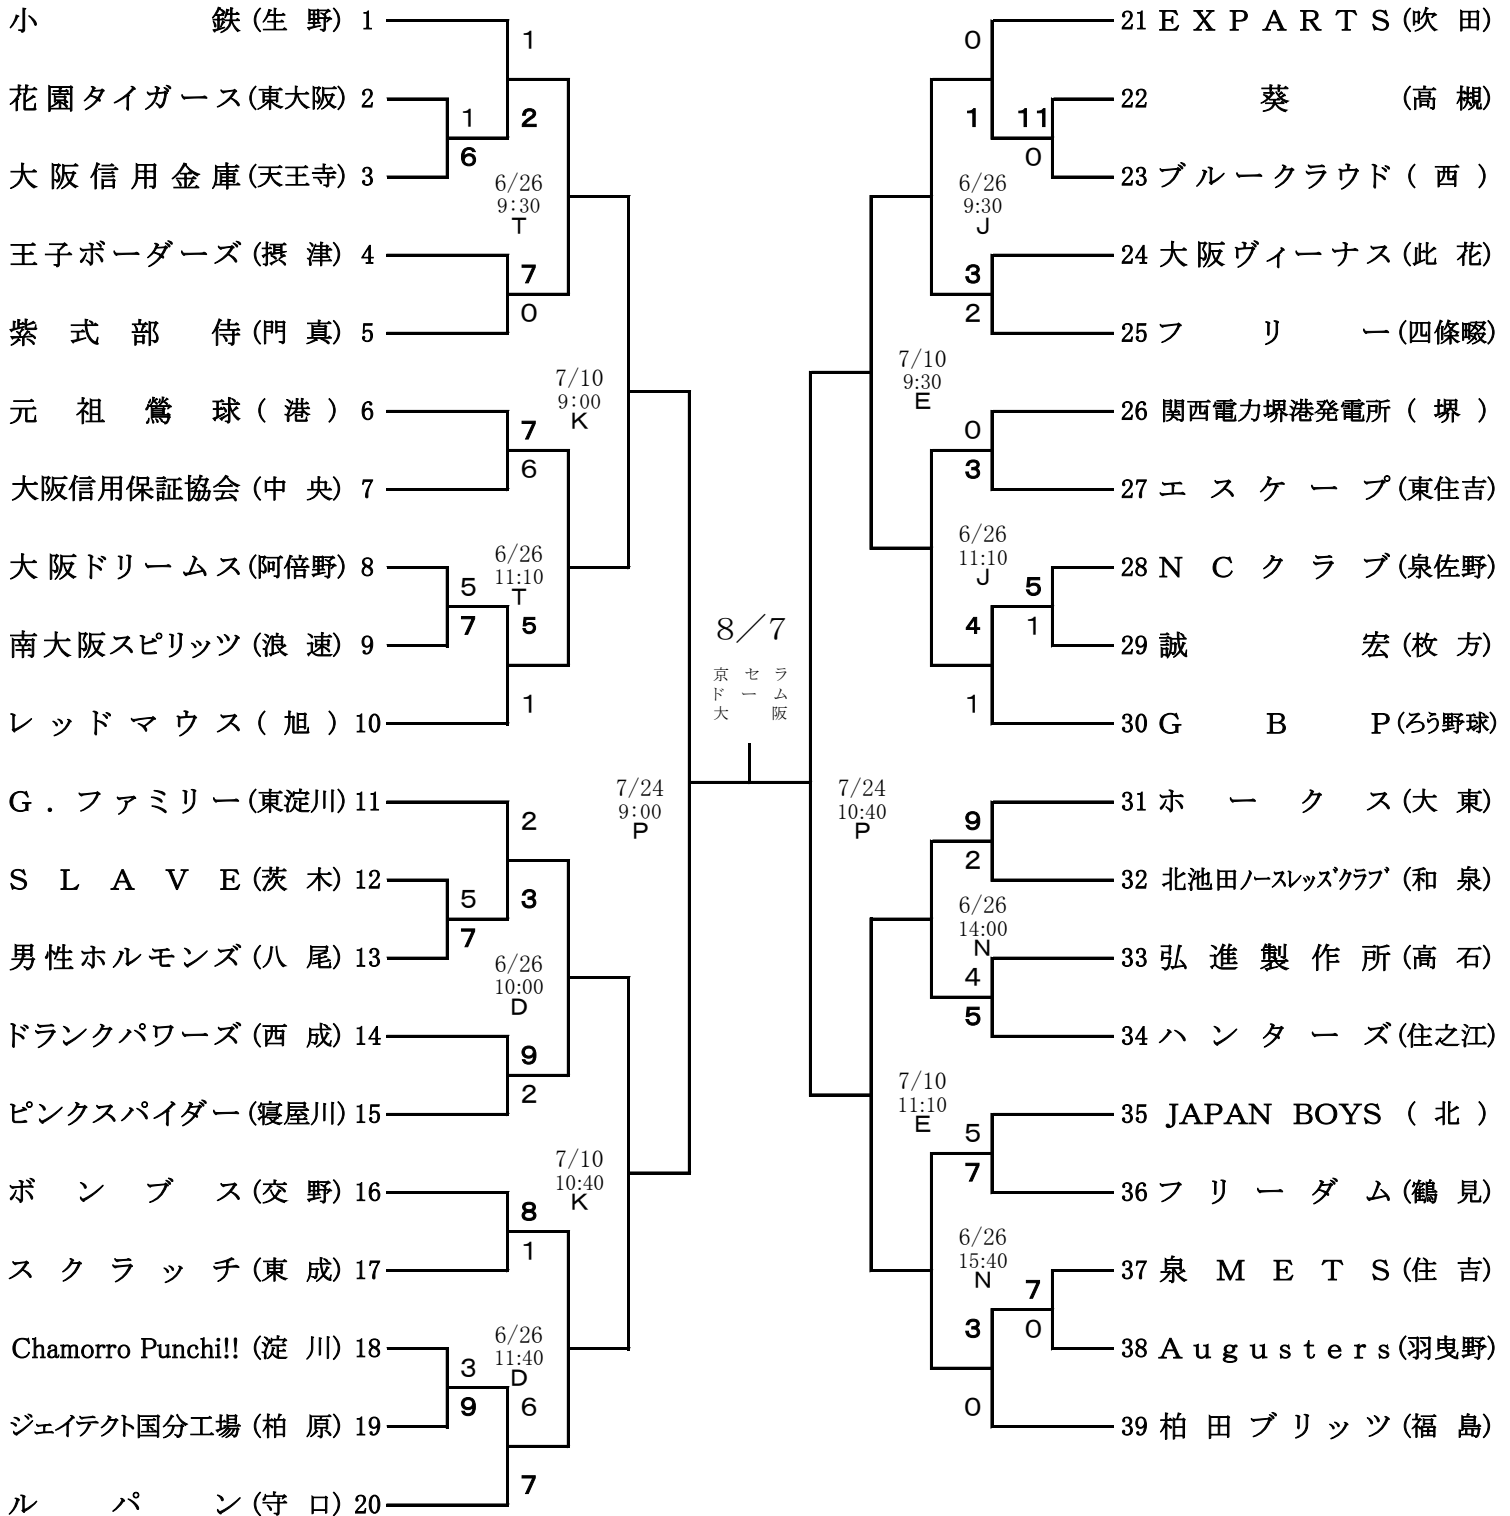 小鉄(生野) 1
1
花園タイガース(東大阪) 2
1
2
6
大阪信用金庫(天王寺) 3
6/26
9:30
T
王子ボーダーズ(摂津) 4
7
0
紫式部侍(門真) 5
7/10
9:00
K
元祖鶯球(港) 6
7
6
大阪信用保証協会(中央) 7
6/26
11:10
T
大阪ドリームス(阿倍野) 8
5
7
5
南大阪スピリッツ(浪速) 9
1
レッドマウス(旭) 10
G.ファミリー(東淀川) 11
2
7/24
9:00
P
SLAVE(茨木) 12
5
3
7
男性ホルモンズ(八尾) 13
6/26
10:00
D
ドランクパワーズ(西成) 14
9
2
ピンクスパイダー(寝屋川) 15
7/10
10:40
K
ボンブス(交野) 16
8
1
スクラッチ(東成) 17
6/26
11:40
D
Chamorro Punchi!! (淀川) 18
3
9
6
ジェイテクト国分工場(柏原) 19
7
ルパン(守口) 20
8/7
京セラ
ドーム
大阪
21 EXPARTS(吹田)
0
22 葵(高槻)
1
11
0
23 ブルークラウド(西)
6/26
9:30
J
24 大阪ヴィーナス(此花)
3
2
25 フリー(四條畷)
7/10
9:30
E
26 関西電力堺港発電所(堺)
0
3
27 エスケープ(東住吉)
6/26
11:10
J
28 NCクラブ(泉佐野)
5
4
1
29 誠宏(枚方)
1
30 GBP(ろう野球)
7/24
10:40
P
31 ホークス(大東)
9
2
32 北池田ノースレッズクラブ(和泉)
6/26
14:00
N
33 弘進製作所(高石)
4
5
34 ハンターズ(住之江)
7/10
11:10
E
35 JAPAN BOYS (北)
5
7
36 フリーダム(鶴見)
6/26
15:40
N
37 泉METS(住吉)
7
3
0
38 Augusters(羽曳野)
0
39 柏田ブリッツ(福島)